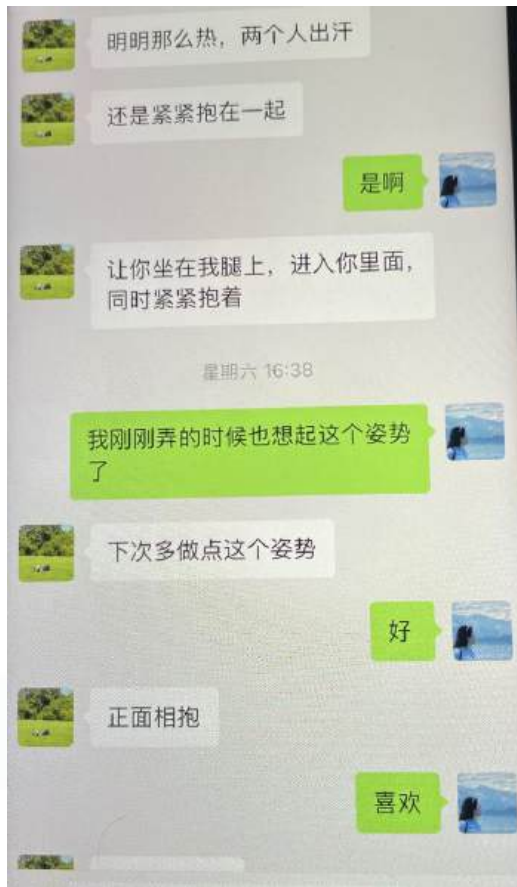 明明那么热，两个人出汗
还是紧紧抱在一起
是啊
让你坐在我腿上，进入你里面，
同时紧紧抱着
星期六 16:38
我刚刚弄的时候也想起这个姿势
了
下次多做点这个姿势
好
正面相抱
喜欢